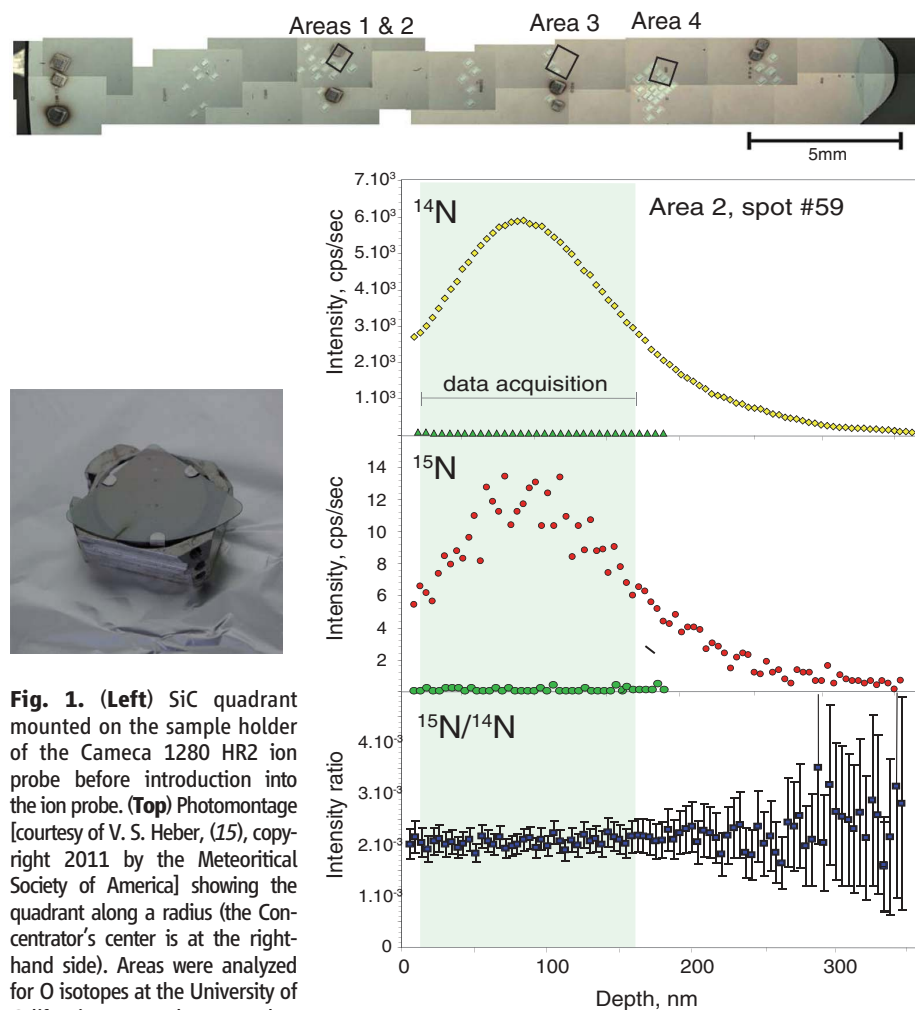 Areas 1 & 2
Area 3
Area 4
5mm
7.10³
6.10³
5.10³
4.10³
3.10³
2.10³
1.10³
Intensity, cps/sec
¹⁴N
Area 2, spot #59
data acquisition
14
12
10
8
6
4
2
Intensity, cps/sec
¹⁵N
4.10⁻³
3.10⁻³
2.10⁻³
1.10⁻³
0
Intensity ratio
¹⁵N/¹⁴N
0
100
200
300
Depth, nm
Fig. 1. (Left) SiC quadrant
mounted on the sample holder
of the Cameca 1280 HR2 ion
probe before introduction into
the ion probe. (Top) Photomontage
[courtesy of V. S. Heber, (15), copy-
right 2011 by the Meteoritical
Society of America] showing the
quadrant along a radius (the Con-
centrator's center is at the right-
hand side). Areas were analyzed
for O isotopes at the University of